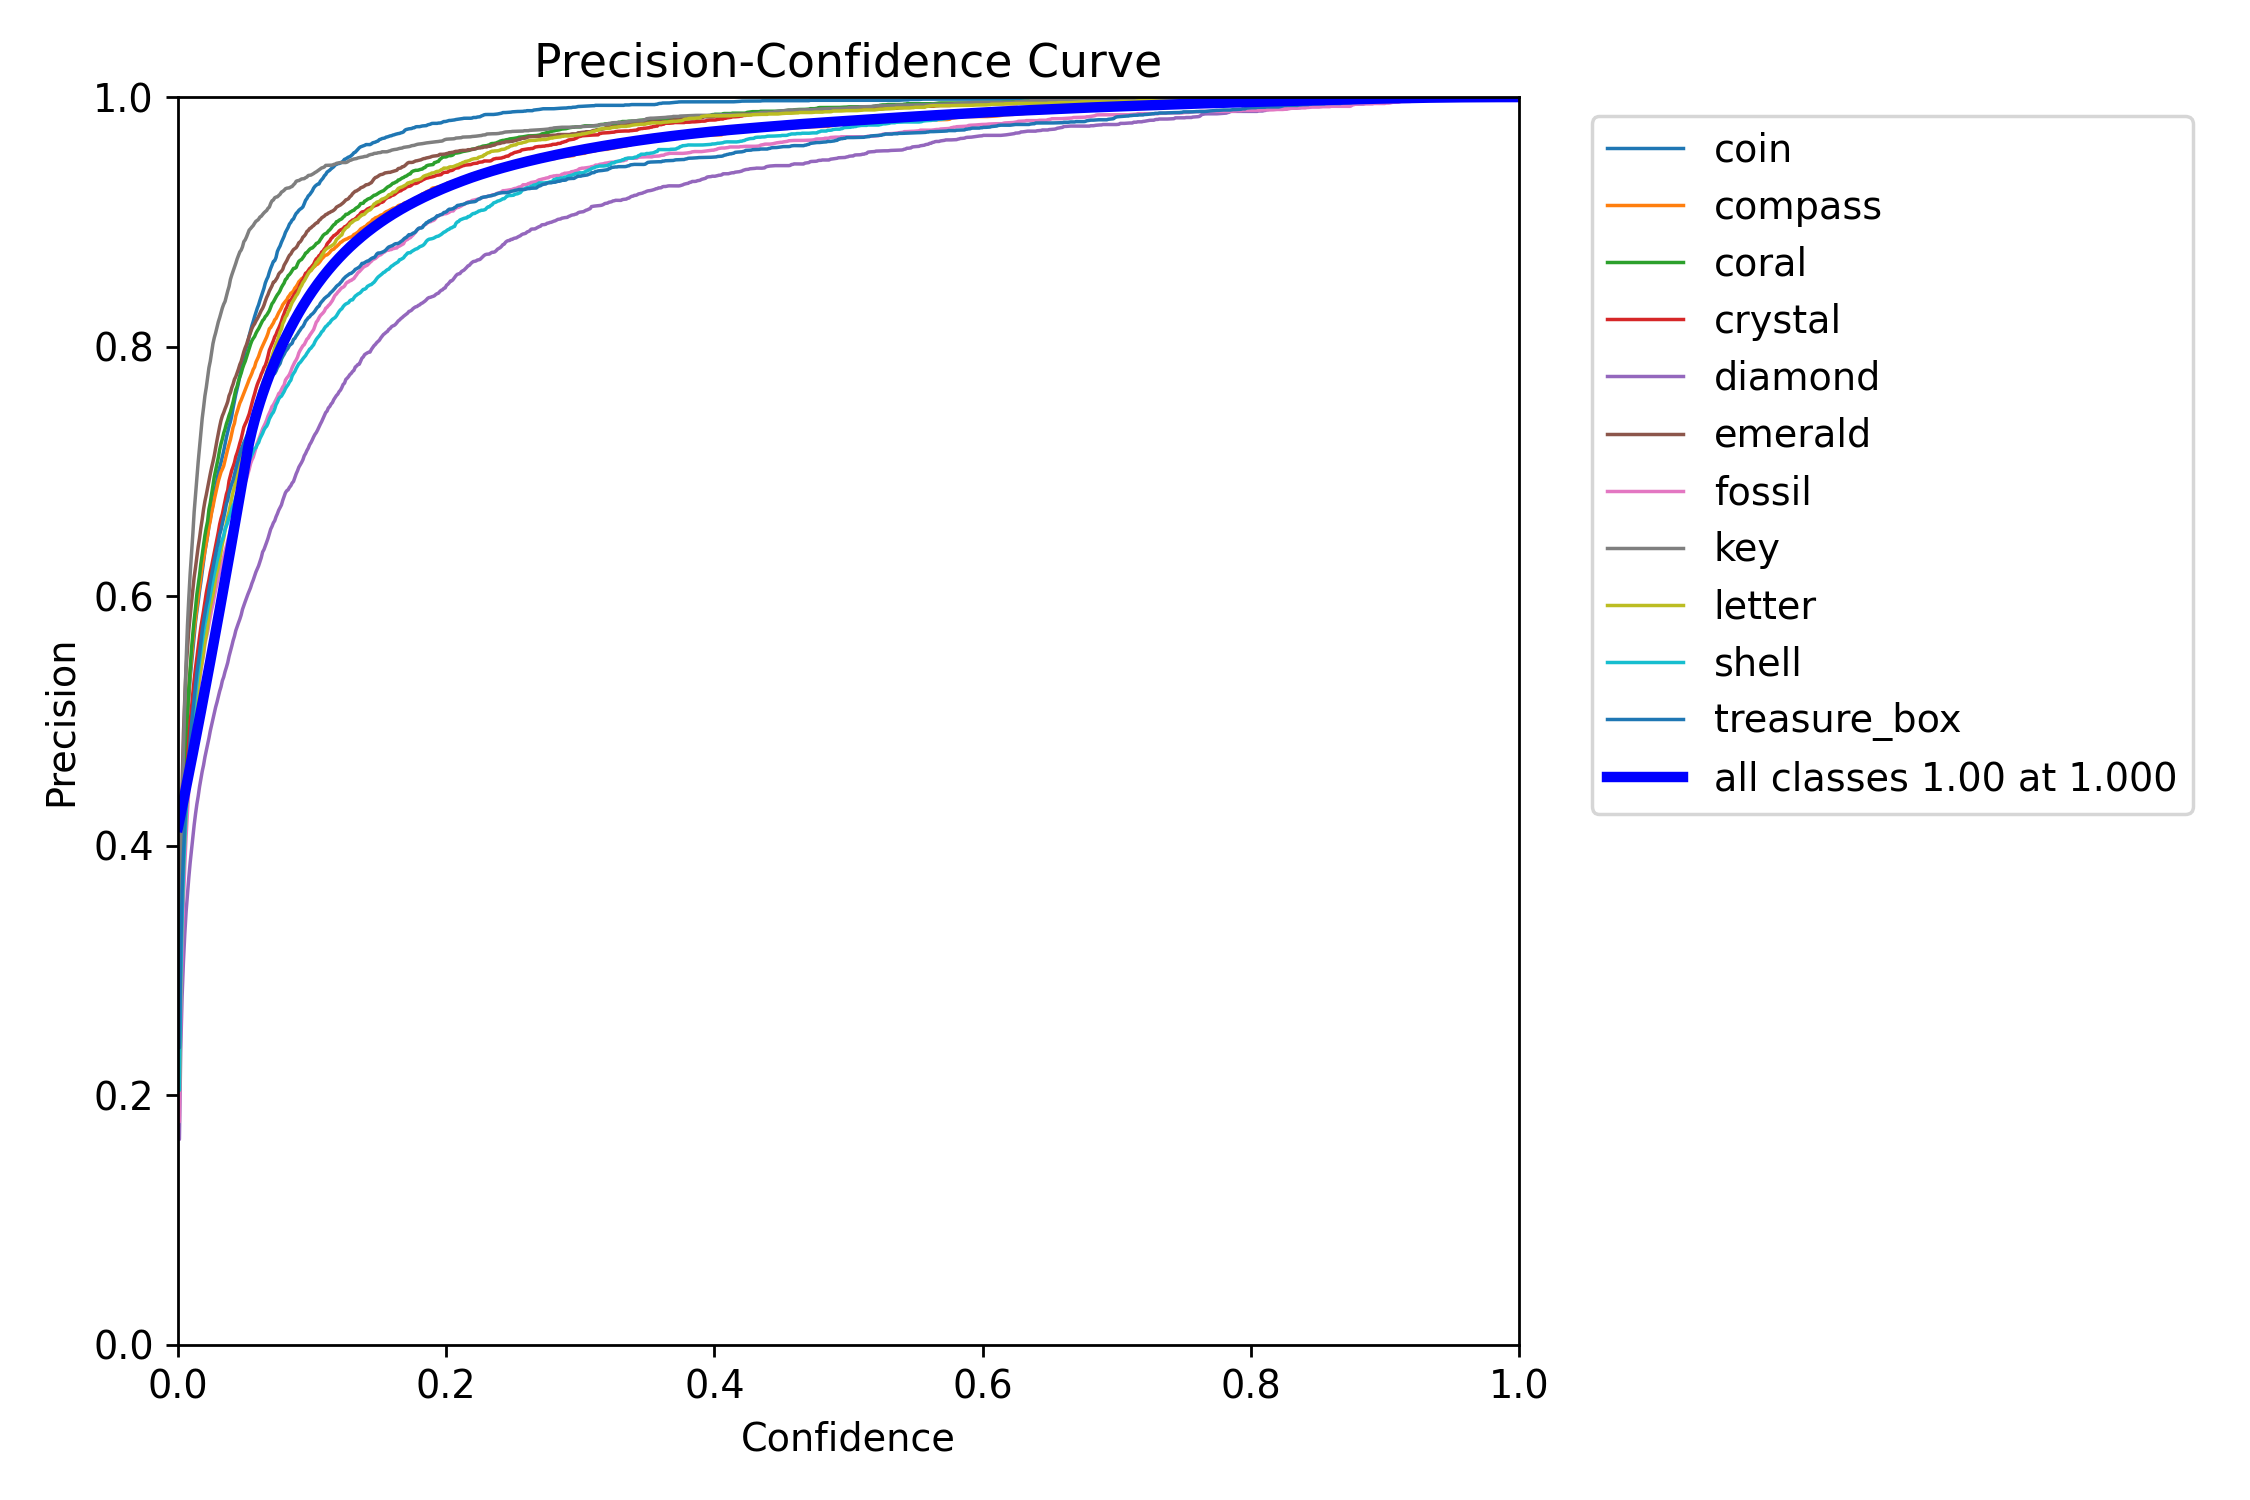 Precision-Confidence Curve
1.0
0.8
0.6
0.4
0.2
0.0
Precision
0.0 0.2 0.4 0.6 0.8 1.0
Confidence
coin
compass
coral
crystal
diamond
emerald
fossil
key
letter
shell
treasure_box
all classes 1.00 at 1.000